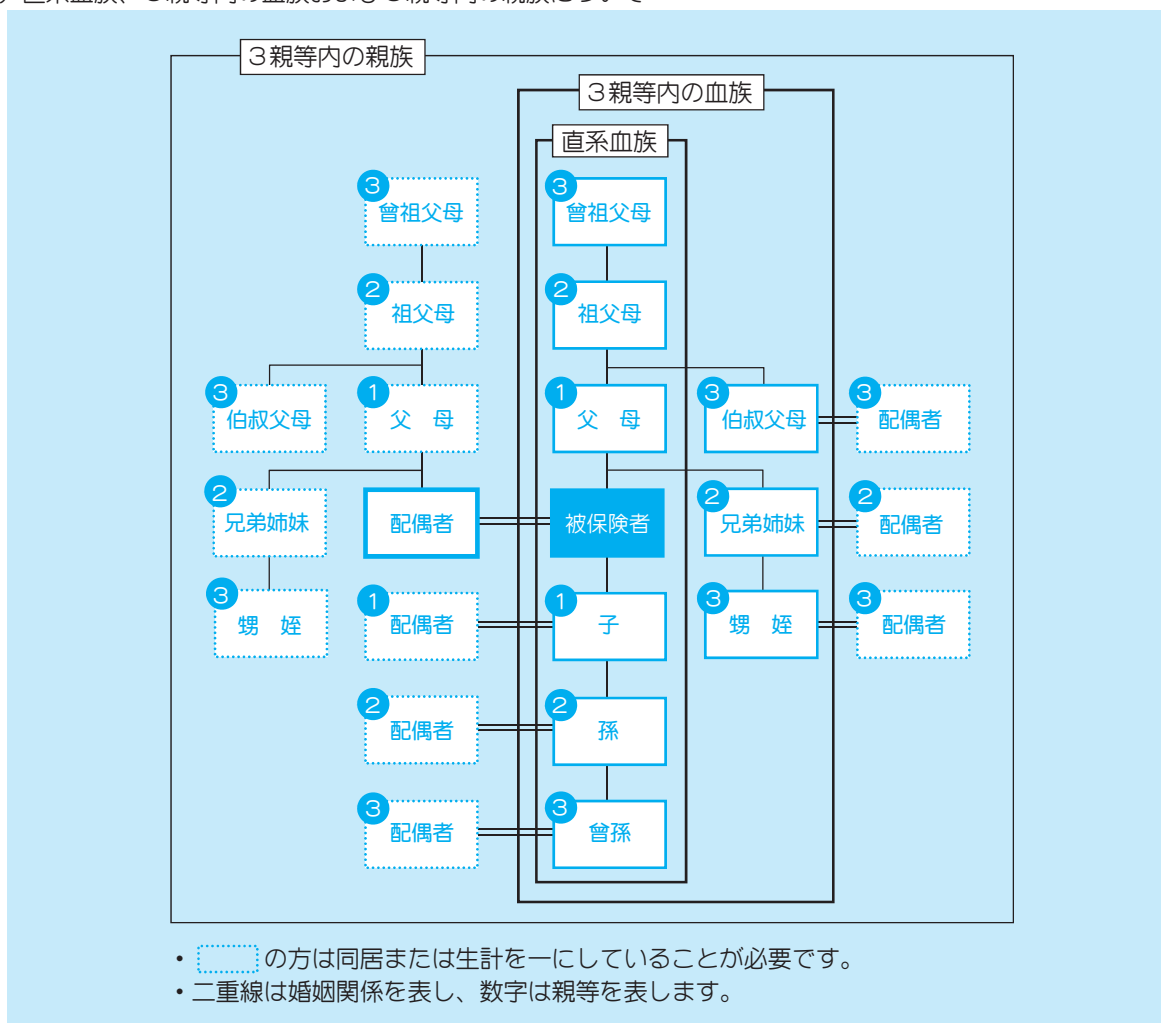 3親等内の親族
3親等内の血族
直系血族
3 曾祖父母
3 曾祖父母
2 祖父母
2 祖父母
3 伯叔父母
1 父 母
1 父 母
3 伯叔父母
3 配偶者
2 兄弟姉妹
配偶者
被保険者
2 兄弟姉妹
2 配偶者
3 甥 姪
1 配偶者
1 子
3 甥 姪
3 配偶者
2 配偶者
2 孫
3 配偶者
3 曾孫
・ の方は同居または生計を一にしていることが必要です。
・二重線は婚姻関係を表し、数字は親等を表します。